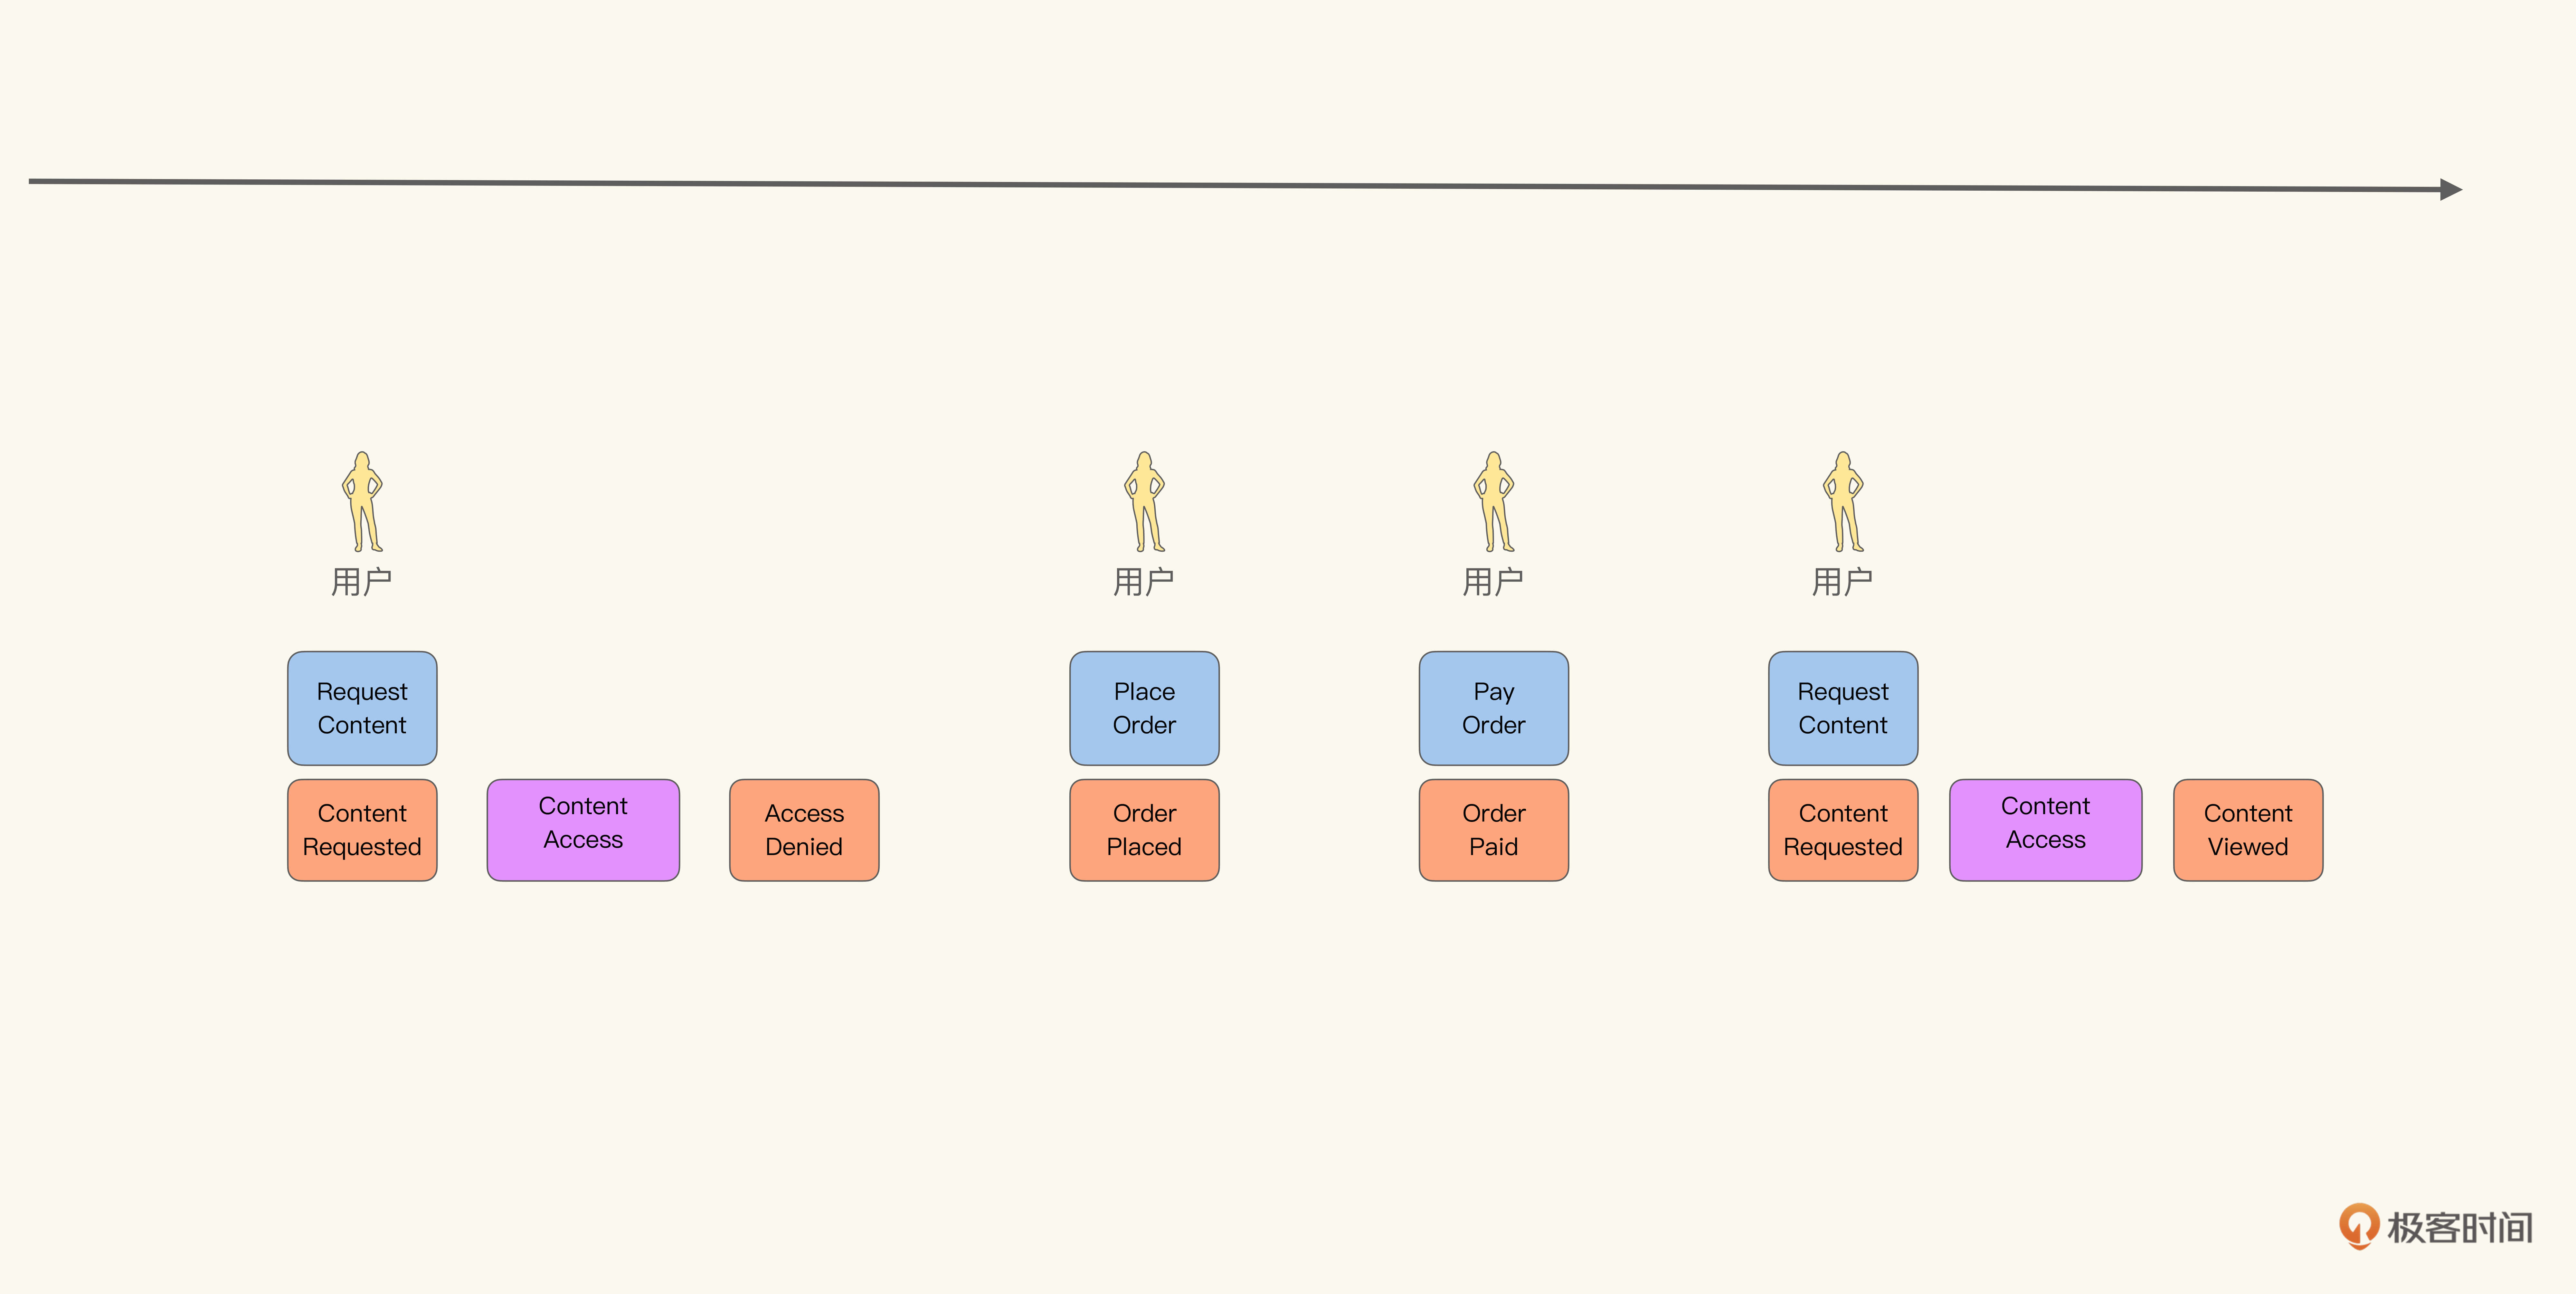 用户
用户
用户
用户
Request
Content
Place
Order
Pay
Order
Request
Content
Content
Requested
Content
Access
Access
Denied
Order
Placed
Order
Paid
Content
Requested
Content
Access
Content
Viewed
极客时间